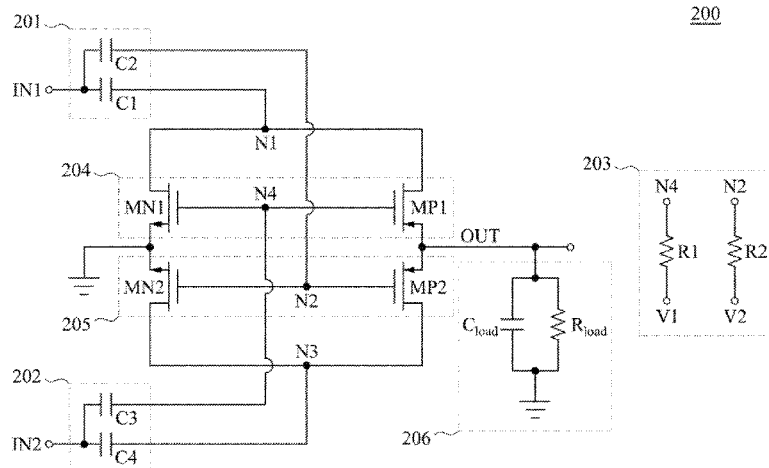 200
201
C2
IN1
C1
N1
204
203
N4
N4
N2
MN1
MP1
OUT
R1
R2
MN2
N2
MP2
V1
V2
205
Cload
Rload
N3
202
C3
IN2
C4
206